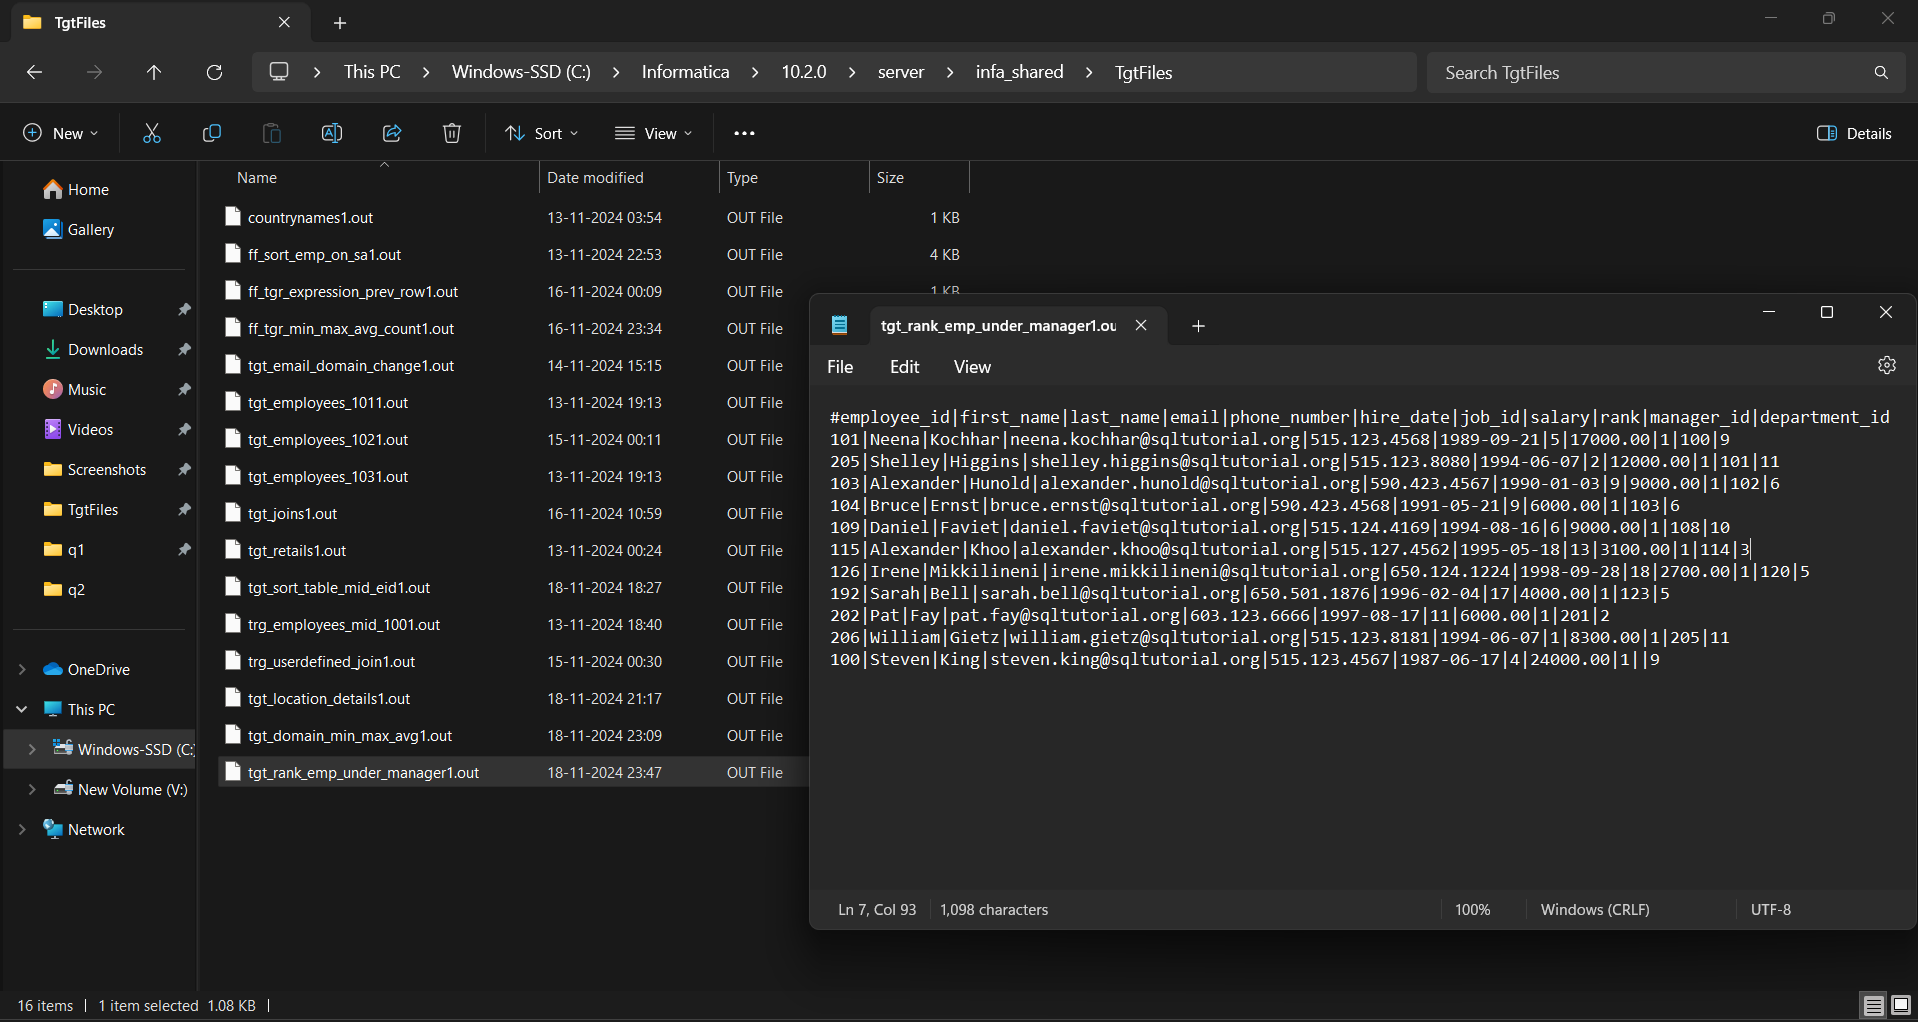 TgtFiles
This PC > Windows-SSD (C:) > Informatica > 10.2.0 > server > infa_shared > TgtFiles
Search TgtFiles
New
Sort
View
Details
Home
Gallery
Desktop
Downloads
Music
Videos
Screenshots
TgtFiles
q1
q2
OneDrive
This PC
Windows-SSD (C:)
New Volume (V:)
Network
Name Date modified Type Size
countrynames1.out 13-11-2024 03:54 OUT File 1 KB
ff_sort_emp_on_sa1.out 13-11-2024 22:53 OUT File 4 KB
ff_tgr_expression_prev_row1.out 16-11-2024 00:09 OUT File 1 KB
ff_tgr_min_max_avg_count1.out 16-11-2024 23:34 OUT File
tgt_email_domain_change1.out 14-11-2024 15:15 OUT File
tgt_employees_1011.out 13-11-2024 19:13 OUT File
tgt_employees_1021.out 15-11-2024 00:11 OUT File
tgt_employees_1031.out 13-11-2024 19:13 OUT File
tgt_joins1.out 16-11-2024 10:59 OUT File
tgt_retails1.out 13-11-2024 00:24 OUT File
tgt_sort_table_mid_eid1.out 18-11-2024 18:27 OUT File
trg_employees_mid_1001.out 13-11-2024 18:40 OUT File
trg_userdefined_join1.out 15-11-2024 00:30 OUT File
tgt_location_details1.out 18-11-2024 21:17 OUT File
tgt_domain_min_max_avg1.out 18-11-2024 23:09 OUT File
tgt_rank_emp_under_manager1.out 18-11-2024 23:47 OUT File
tgt_rank_emp_under_manager1.ou
File Edit View
#employee_id|first_name|last_name|email|phone_number|hire_date|job_id|salary|rank|manager_id|department_id
101|Neena|Kochhar|neena.kochhar@sqltutorial.org|515.123.4568|1989-09-21|5|17000.00|1|100|9
205|Shelley|Higgins|shelley.higgins@sqltutorial.org|515.123.8080|1994-06-07|2|12000.00|1|101|11
103|Alexander|Hunold|alexander.hunold@sqltutorial.org|590.423.4567|1990-01-03|9|9000.00|1|102|6
104|Bruce|Ernst|bruce.ernst@sqltutorial.org|590.423.4568|1991-05-21|9|6000.00|1|103|6
109|Daniel|Faviet|daniel.faviet@sqltutorial.org|515.124.4169|1994-08-16|6|9000.00|1|108|10
115|Alexander|Khoo|alexander.khoo@sqltutorial.org|515.127.4562|1995-05-18|13|3100.00|1|114|3
126|Irene|Mikkilineni|irene.mikkilineni@sqltutorial.org|650.124.1224|1998-09-28|18|2700.00|1|120|5
192|Sarah|Bell|sarah.bell@sqltutorial.org|650.501.1876|1996-02-04|17|4000.00|1|123|5
202|Pat|Fay|pat.fay@sqltutorial.org|603.123.6666|1997-08-17|11|6000.00|1|201|2
206|William|Gietz|william.gietz@sqltutorial.org|515.123.8181|1994-06-07|1|8300.00|1|205|11
100|Steven|King|steven.king@sqltutorial.org|515.123.4567|1987-06-17|4|24000.00|1||9
Ln 7, Col 93 1,098 characters 100% Windows (CRLF) UTF-8
16 items 1 item selected 1.08 KB